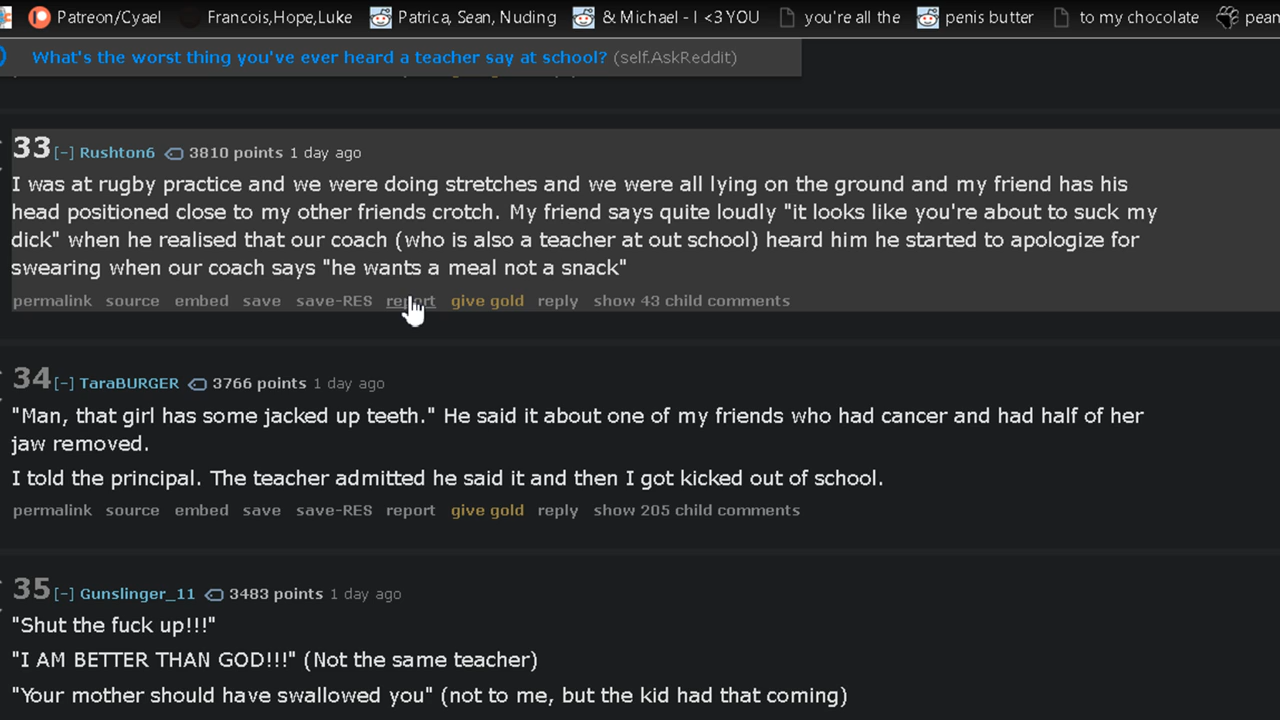 Patreon/Cyael Francois,Hope,Luke Patrica, Sean, Nuding & Michael - I <3 YOU you're all the penis butter to my chocolate
What's the worst thing you've ever heard a teacher say at school? (self.AskReddit)
33 [-] Rushton6 3810 points 1 day ago
I was at rugby practice and we were doing stretches and we were all lying on the ground and my friend has his
head positioned close to my other friends crotch. My friend says quite loudly "it looks like you're about to suck my
dick" when he realised that our coach (who is also a teacher at out school) heard him he started to apologize for
swearing when our coach says "he wants a meal not a snack"
permalink source embed save save-RES report give gold reply show 43 child comments
34 [-] TaraBURGER 3766 points 1 day ago
"Man, that girl has some jacked up teeth." He said it about one of my friends who had cancer and had half of her
jaw removed.
I told the principal. The teacher admitted he said it and then I got kicked out of school.
permalink source embed save save-RES report give gold reply show 205 child comments
35 [-] Gunslinger_11 3483 points 1 day ago
"Shut the fuck up!!!"
"I AM BETTER THAN GOD!!!" (Not the same teacher)
"Your mother should have swallowed you" (not to me, but the kid had that coming)